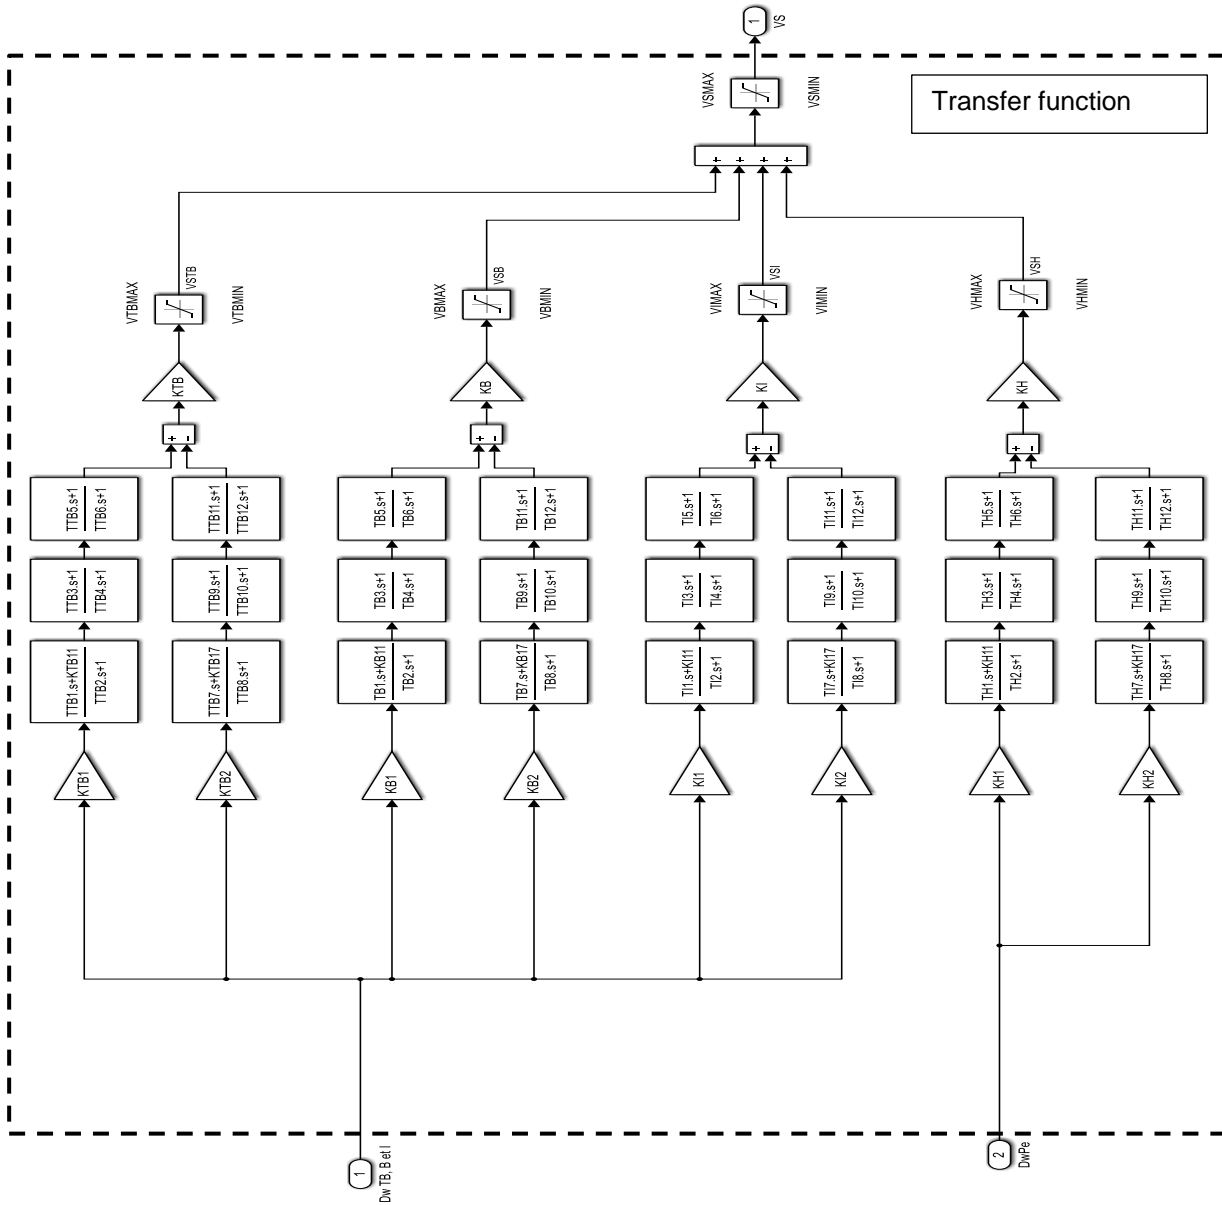 1
VS
VSMAX
VSMIN
Transfer function
+
+
+
+
VTBMAX
VSTB
VTBMIN
VBMAX
VSB
VBMIN
VIMAX
VSI
VIMIN
VHMAX
VSH
VHMIN
KTB
KB
KI
KH
+
-
+
-
+
-
+
-
TTB5.s+1
TTB6.s+1
TTB11.s+1
TTB12.s+1
TB5.s+1
TB6.s+1
TB11.s+1
TB12.s+1
TI5.s+1
TI6.s+1
TI11.s+1
TI12.s+1
TH5.s+1
TH6.s+1
TH11.s+1
TH12.s+1
TTB3.s+1
TTB4.s+1
TTB9.s+1
TTB10.s+1
TB3.s+1
TB4.s+1
TB9.s+1
TB10.s+1
TI3.s+1
TI4.s+1
TI9.s+1
TI10.s+1
TH3.s+1
TH4.s+1
TH9.s+1
TH10.s+1
TTB1.s+KTB11
TTB2.s+1
TTB7.s+KTB17
TTB8.s+1
TB1.s+KB11
TB2.s+1
TB7.s+KB17
TB8.s+1
TI1.s+KI11
TI2.s+1
TI7.s+KI17
TI8.s+1
TH1.s+KH11
TH2.s+1
TH7.s+KH17
TH8.s+1
KTB1
KTB2
KB1
KB2
KI1
KI2
KH1
KH2
1
Dw TB, B et I
2
DwPe